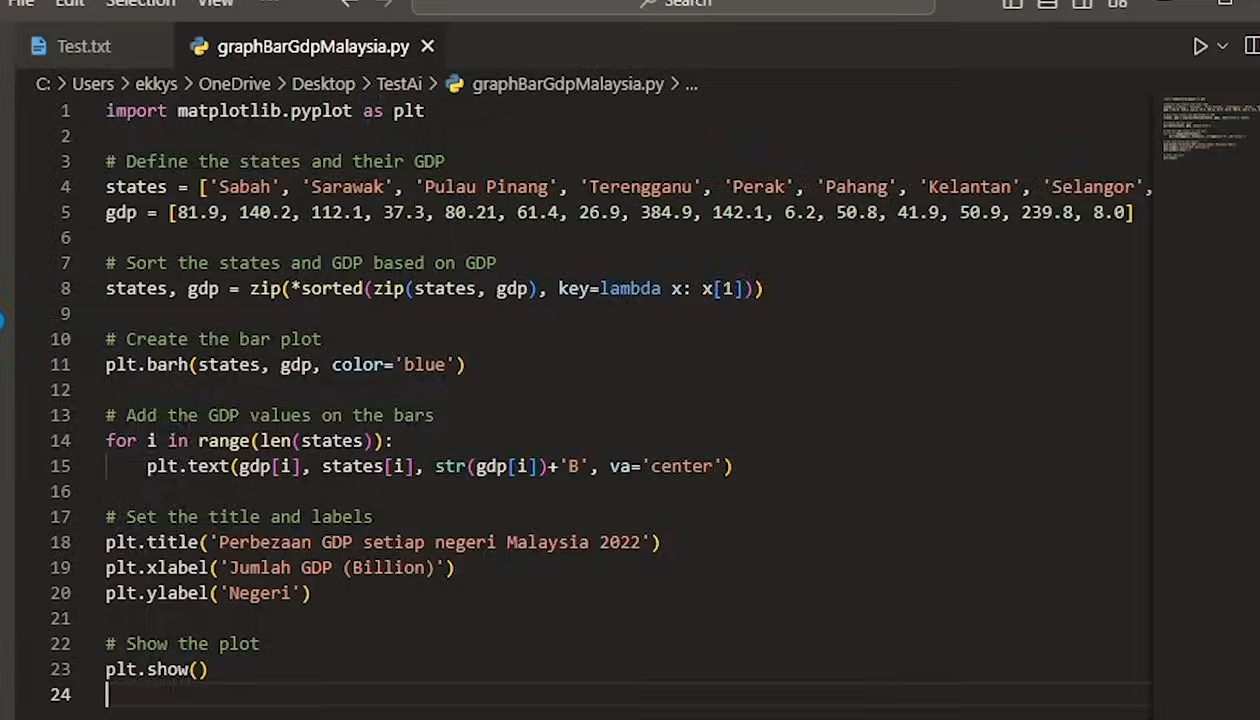 File Edit Selection View ... Search
Test.txt graphBarGdpMalaysia.py
C: > Users > ekkys > OneDrive > Desktop > TestAi > graphBarGdpMalaysia.py > ...
1 import matplotlib.pyplot as plt
2
3 # Define the states and their GDP
4 states = ['Sabah', 'Sarawak', 'Pulau Pinang', 'Terengganu', 'Perak', 'Pahang', 'Kelantan', 'Selangor',
5 gdp = [81.9, 140.2, 112.1, 37.3, 80.21, 61.4, 26.9, 384.9, 142.1, 6.2, 50.8, 41.9, 50.9, 239.8, 8.0]
6
7 # Sort the states and GDP based on GDP
8 states, gdp = zip(*sorted(zip(states, gdp), key=lambda x: x[1]))
9
10 # Create the bar plot
11 plt.barh(states, gdp, color='blue')
12
13 # Add the GDP values on the bars
14 for i in range(len(states)):
15     plt.text(gdp[i], states[i], str(gdp[i])+'B', va='center')
16
17 # Set the title and labels
18 plt.title('Perbezaan GDP setiap negeri Malaysia 2022')
19 plt.xlabel('Jumlah GDP (Billion)')
20 plt.ylabel('Negeri')
21
22 # Show the plot
23 plt.show()
24